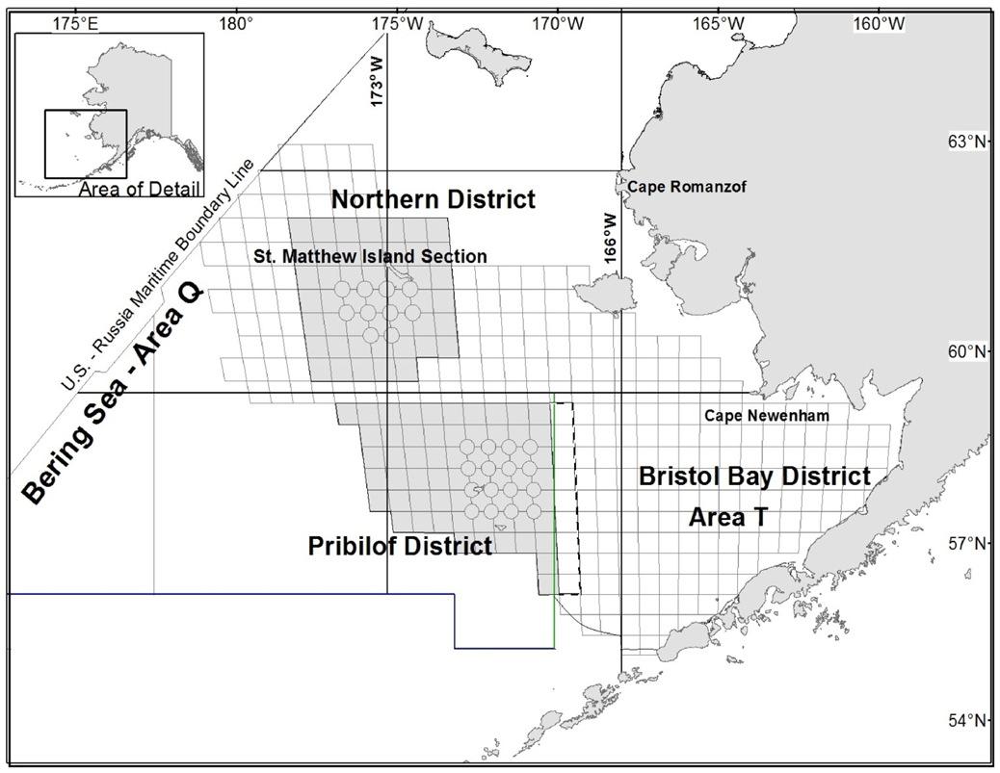 175°E
180°
175°W
170°W
165°W
160°W
173°W
Area of Detail
63°N
Cape Romanzof
Northern District
166°W
U.S. - Russia Maritime Boundary Line
St. Matthew Island Section
Bering Sea - Area Q
60°N
Cape Newenham
Bristol Bay District
Area T
Pribilof District
57°N
54°N